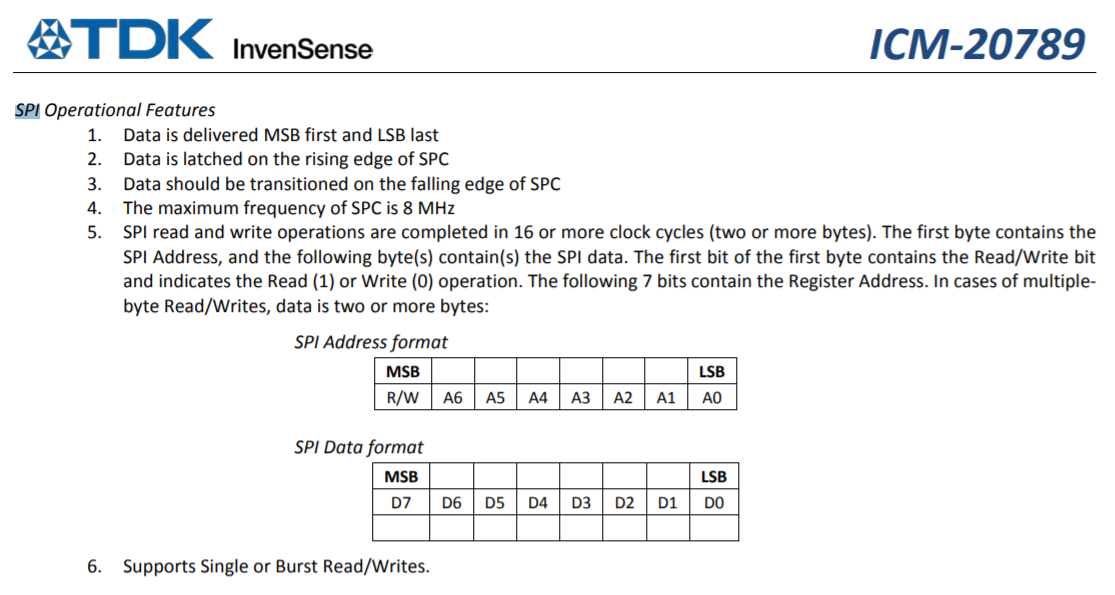 TDK InvenSense ICM-20789
SPI Operational Features
1. Data is delivered MSB first and LSB last
2. Data is latched on the rising edge of SPC
3. Data should be transitioned on the falling edge of SPC
4. The maximum frequency of SPC is 8 MHz
5. SPI read and write operations are completed in 16 or more clock cycles (two or more bytes). The first byte contains the
SPI Address, and the following byte(s) contain(s) the SPI data. The first bit of the first byte contains the Read/Write bit
and indicates the Read (1) or Write (0) operation. The following 7 bits contain the Register Address. In cases of multiple-
byte Read/Writes, data is two or more bytes:
SPI Address format
MSB LSB
R/W A6 A5 A4 A3 A2 A1 A0
SPI Data format
MSB LSB
D7 D6 D5 D4 D3 D2 D1 D0
6. Supports Single or Burst Read/Writes.